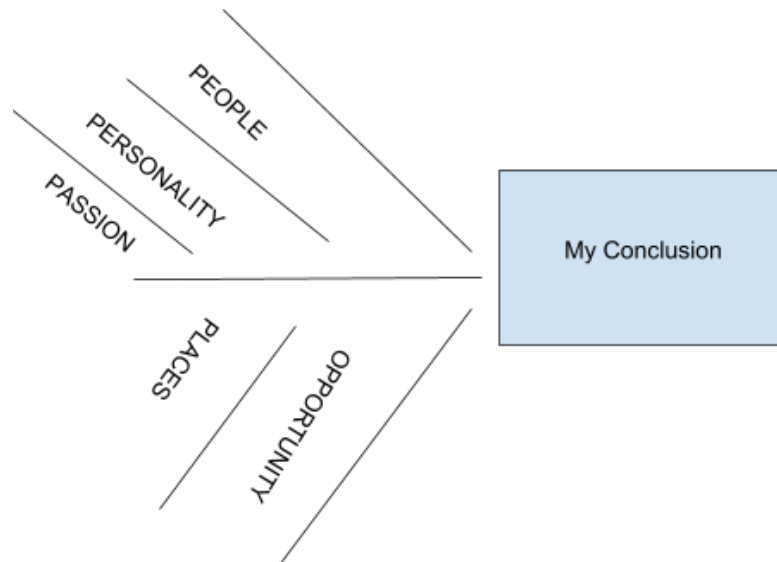 PEOPLE
PERSONALITY
PASSION
My Conclusion
PLACES
OPPORTUNITY